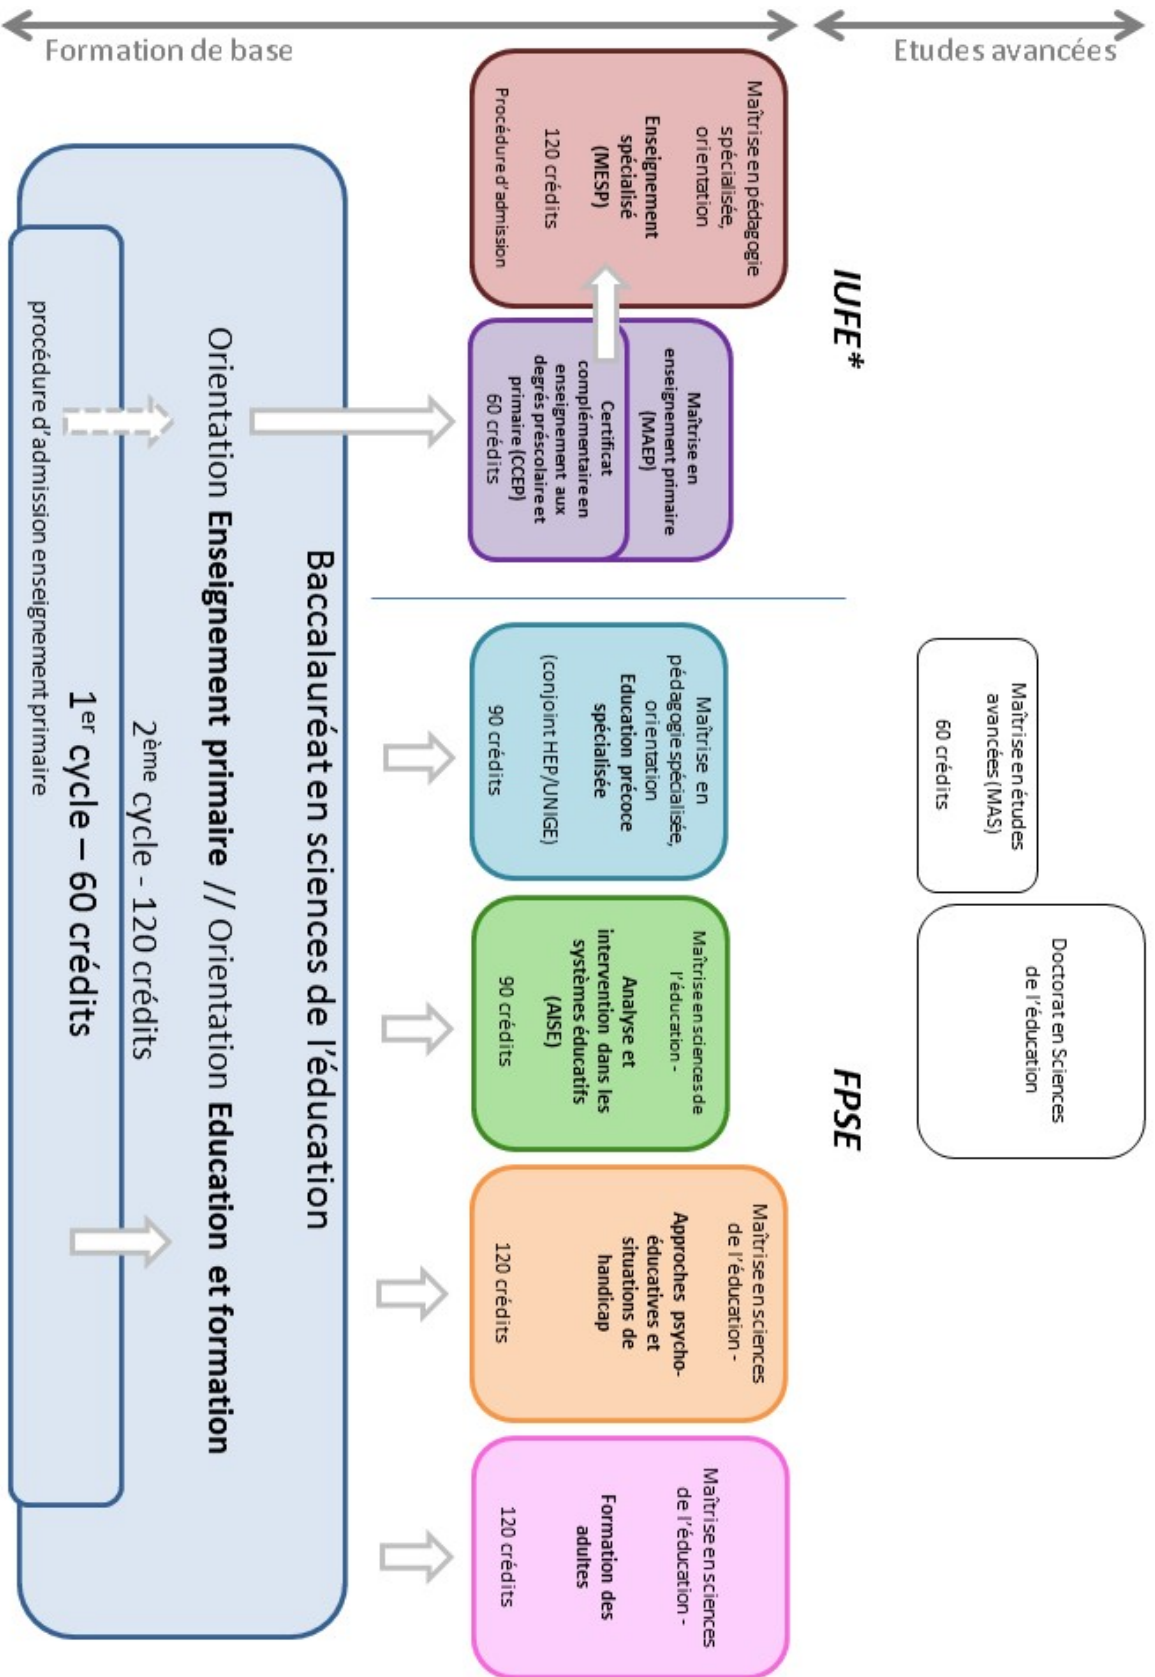 Etudes avancées
Formation de base
Maîtrise en études
avancées (MAS)
60 crédits
Doctorat en Sciences
de l'éducation
IUFE*
FPSE
Maîtrise en pédagogie
spécialisée,
orientation
Enseignement
spécialisé
(MESP)
120 crédits
Procédure d'admission
Maîtrise en
enseignement primaire
(MAEP)
Certificat
complémentaire en
enseignement aux
degrés préscolaire et
primaire (CCEP)
60 crédits
Maîtrise en
pédagogie spécialisée,
orientation
Education précoce
spécialisée
(conjoint HEP/UNIGE)
90 crédits
Maîtrise en sciences de
l'éducation -
Analyse et
intervention dans les
systèmes éducatifs
(AISE)
90 crédits
Maîtrise en sciences
de l'éducation -
Approches psycho-
éducatives et
situations de
handicap
120 crédits
Maîtrise en sciences
de l'éducation -
Formation des
adultes
120 crédits
Baccalauréat en sciences de l'éducation
Orientation Enseignement primaire // Orientation Education et formation
2ème cycle - 120 crédits
1er cycle – 60 crédits
procédure d'admission enseignement primaire